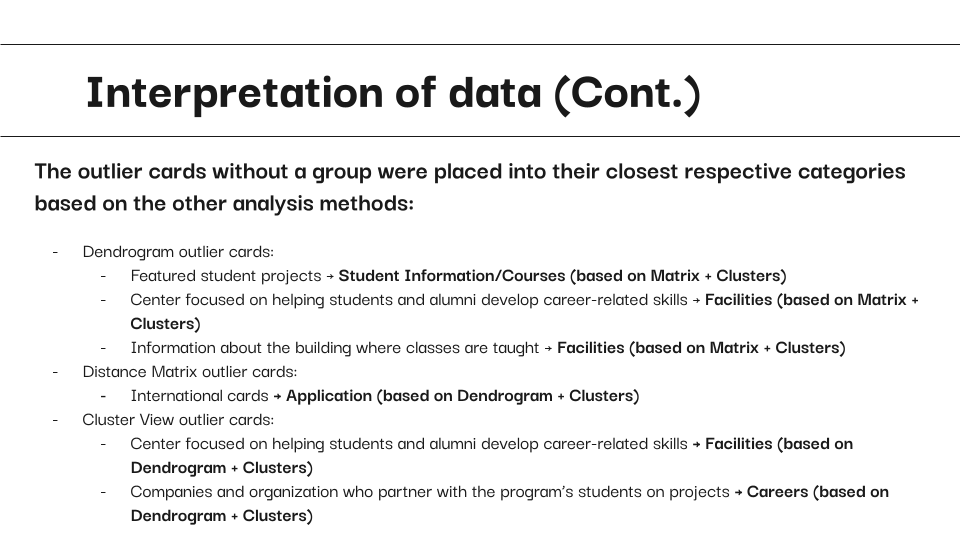 Interpretation of data (Cont.)
The outlier cards without a group were placed into their closest respective categories
based on the other analysis methods:
- Dendrogram outlier cards:
- Featured student projects → Student Information/Courses (based on Matrix + Clusters)
- Center focused on helping students and alumni develop career-related skills → Facilities (based on Matrix +
Clusters)
- Information about the building where classes are taught → Facilities (based on Matrix + Clusters)
- Distance Matrix outlier cards:
- International cards → Application (based on Dendrogram + Clusters)
- Cluster View outlier cards:
- Center focused on helping students and alumni develop career-related skills → Facilities (based on
Dendrogram + Clusters)
- Companies and organization who partner with the program’s students on projects → Careers (based on
Dendrogram + Clusters)